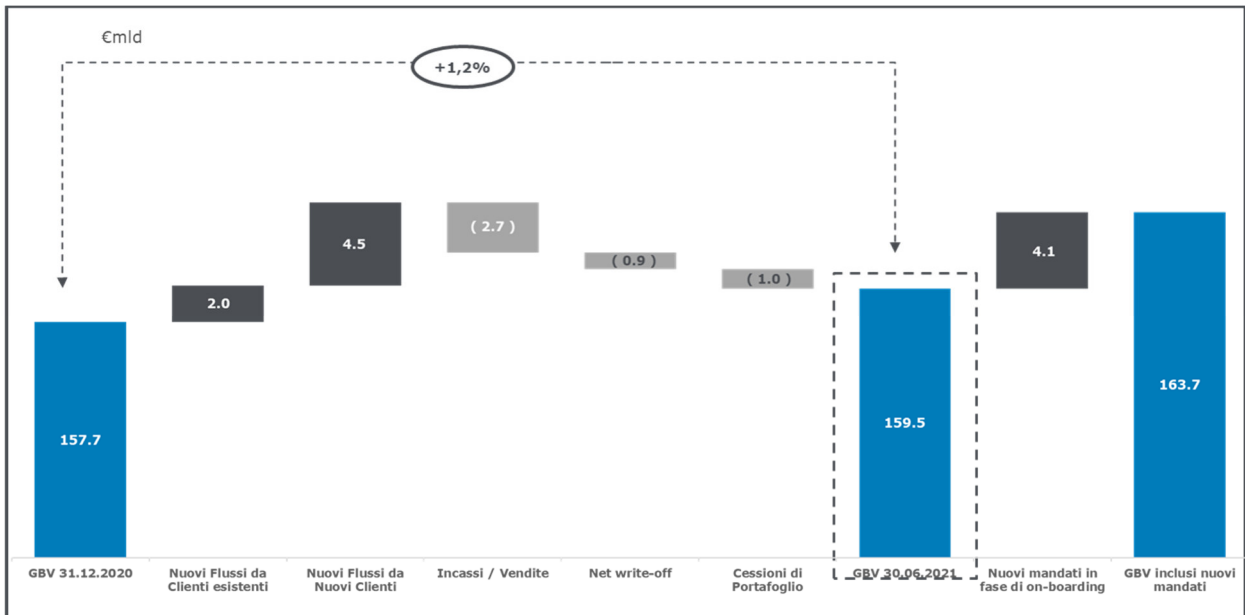 €mld
+1,2%
4.5
( 2.7 )
4.1
( 0.9 )
( 1.0 )
2.0
157.7
159.5
163.7
GBV 31.12.2020
Nuovi Flussi da
Clienti esistenti
Nuovi Flussi da
Nuovi Clienti
Incassi / Vendite
Net write-off
Cessioni di
Portafoglio
GBV 30.06.2021
Nuovi mandati in
fase di on-boarding
GBV inclusi nuovi
mandati